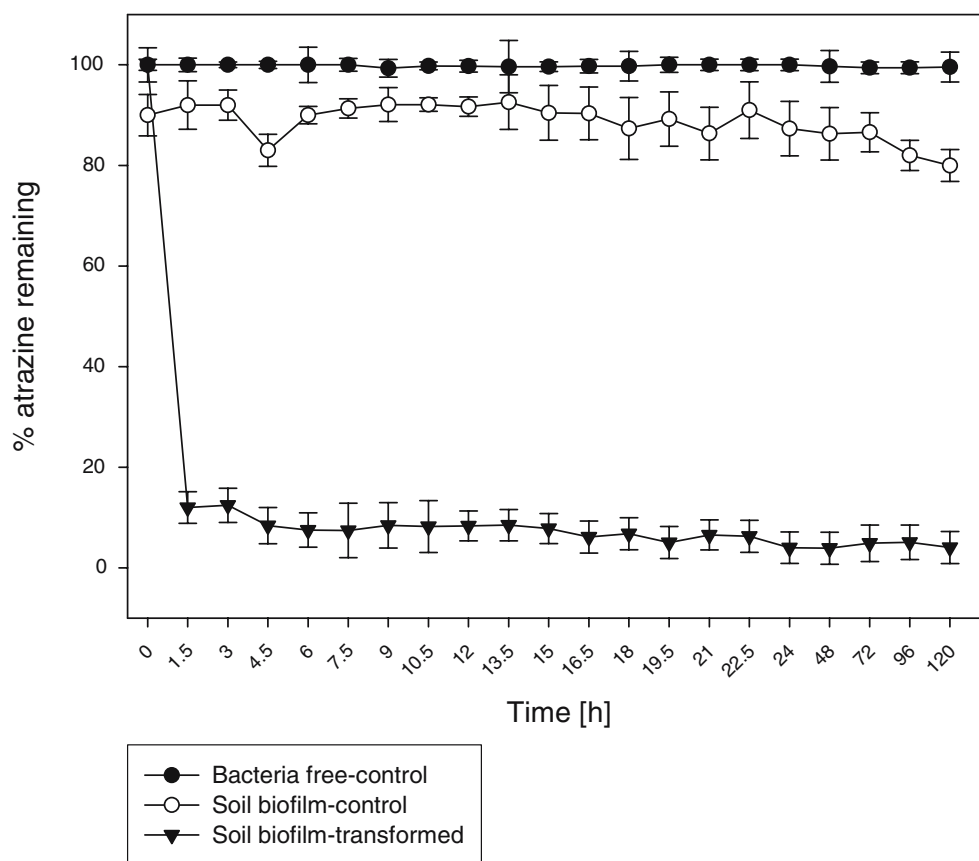 % atrazine remaining
100
80
60
40
20
0
0 1.5 3 4.5 6 7.5 9 10.5 12 13.5 15 16.5 18 19.5 21 22.5 24 48 72 96 120
Time [h]
Bacteria free-control
Soil biofilm-control
Soil biofilm-transformed